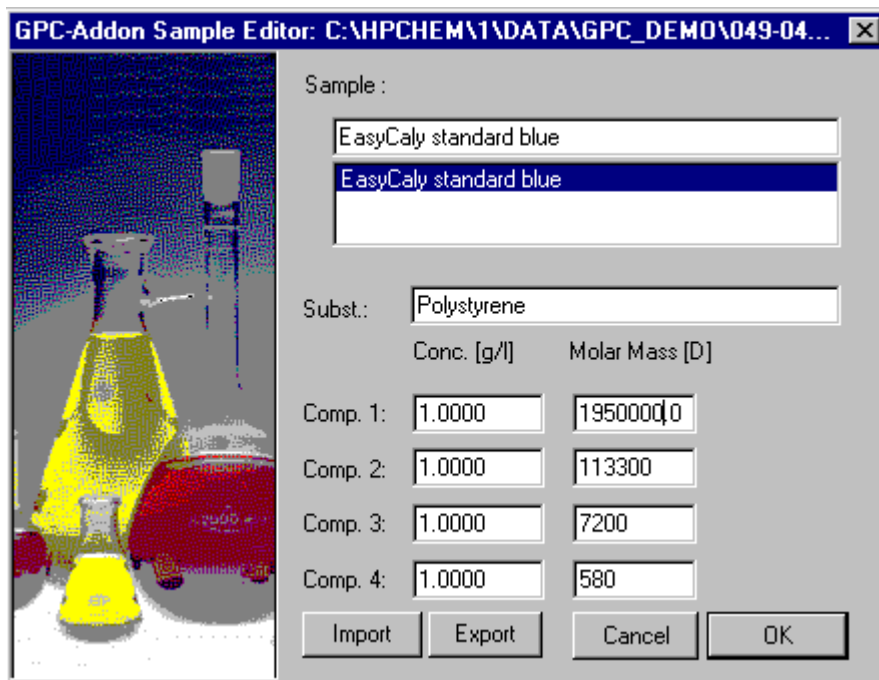 GPC-Addon Sample Editor: C:\HPCHEM\1\DATA\GPC_DEMO\049-04...
Sample :
EasyCaly standard blue
EasyCaly standard blue
Subst.: Polystyrene
Conc. [g/l] Molar Mass [D]
Comp. 1: 1.0000 1950000.0
Comp. 2: 1.0000 113300
Comp. 3: 1.0000 7200
Comp. 4: 1.0000 580
Import Export Cancel OK